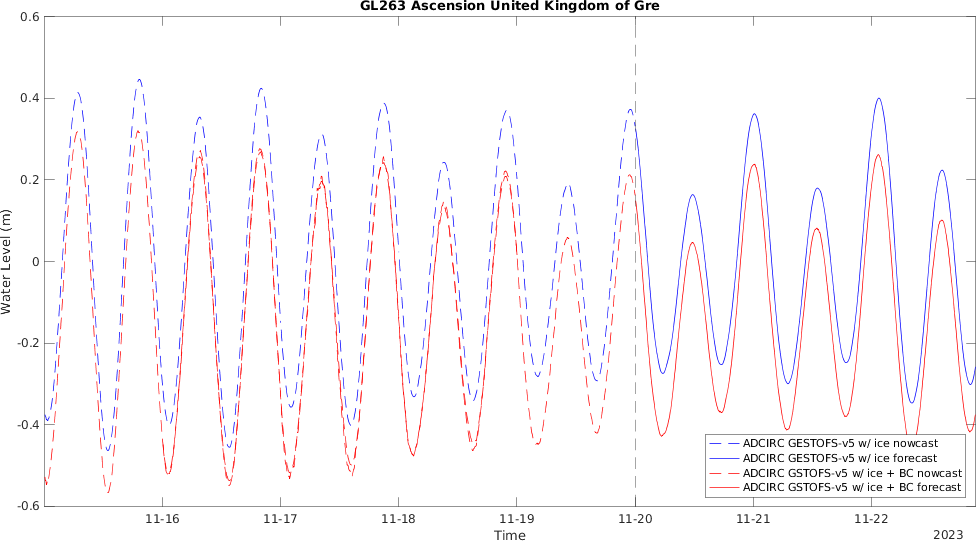 GL263 Ascension United Kingdom of Gre
0.6
0.4
0.2
0
-0.2
-0.4
-0.6
Water Level (m)
11-16 11-17 11-18 11-19 11-20 11-21 11-22
Time
2023
ADCIRC GESTOFS-v5 w/ ice nowcast
ADCIRC GESTOFS-v5 w/ ice forecast
ADCIRC GSTOFS-v5 w/ ice + BC nowcast
ADCIRC GSTOFS-v5 w/ ice + BC forecast